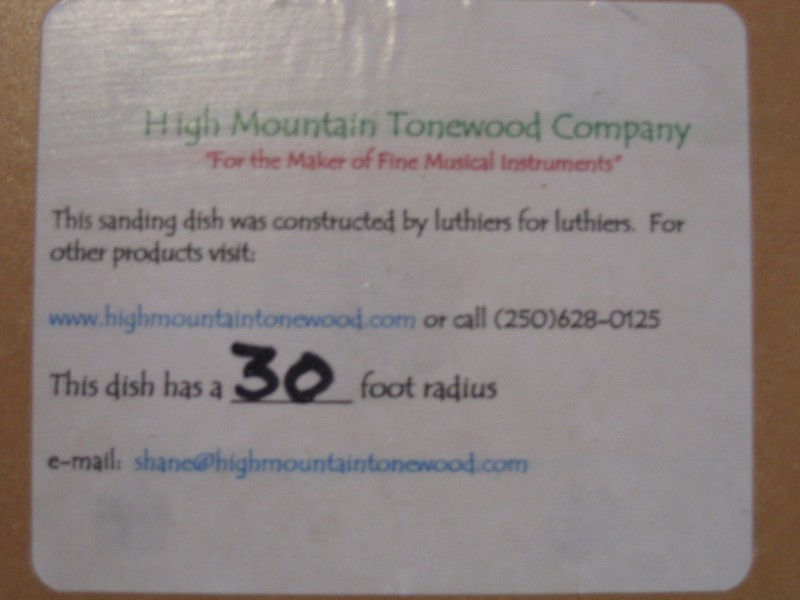 High Mountain Tonewood Company
"For the Maker of Fine Musical Instruments"
This sanding dish was constructed by luthiers for luthiers. For
other products visit:
www.highmountaintonewood.com or call (250)628-0125
This dish has a 30 foot radius
e-mail: shane@highmountaintonewood.com